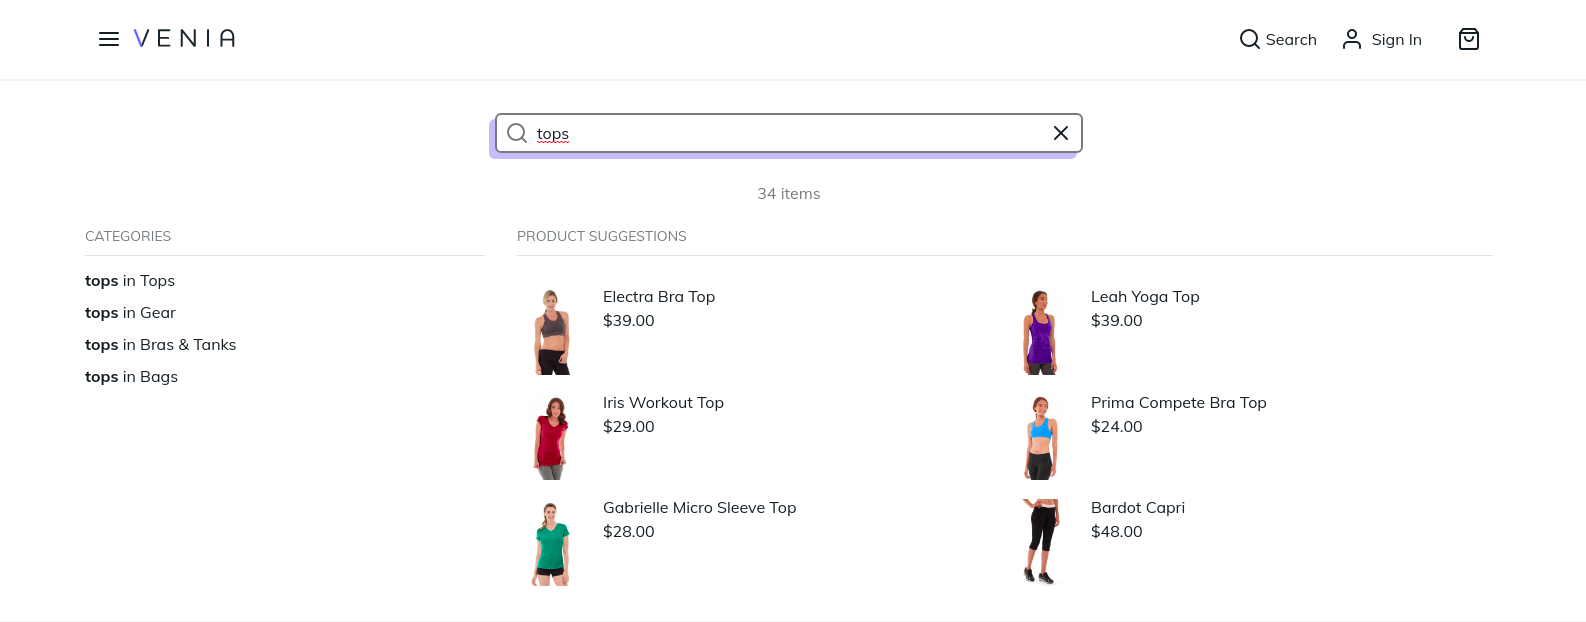 VENIA
Search
Sign In
tops
34 items
CATEGORIES
tops in Tops
tops in Gear
tops in Bras & Tanks
tops in Bags
PRODUCT SUGGESTIONS
Electra Bra Top
$39.00
Leah Yoga Top
$39.00
Iris Workout Top
$29.00
Prima Compete Bra Top
$24.00
Gabrielle Micro Sleeve Top
$28.00
Bardot Capri
$48.00